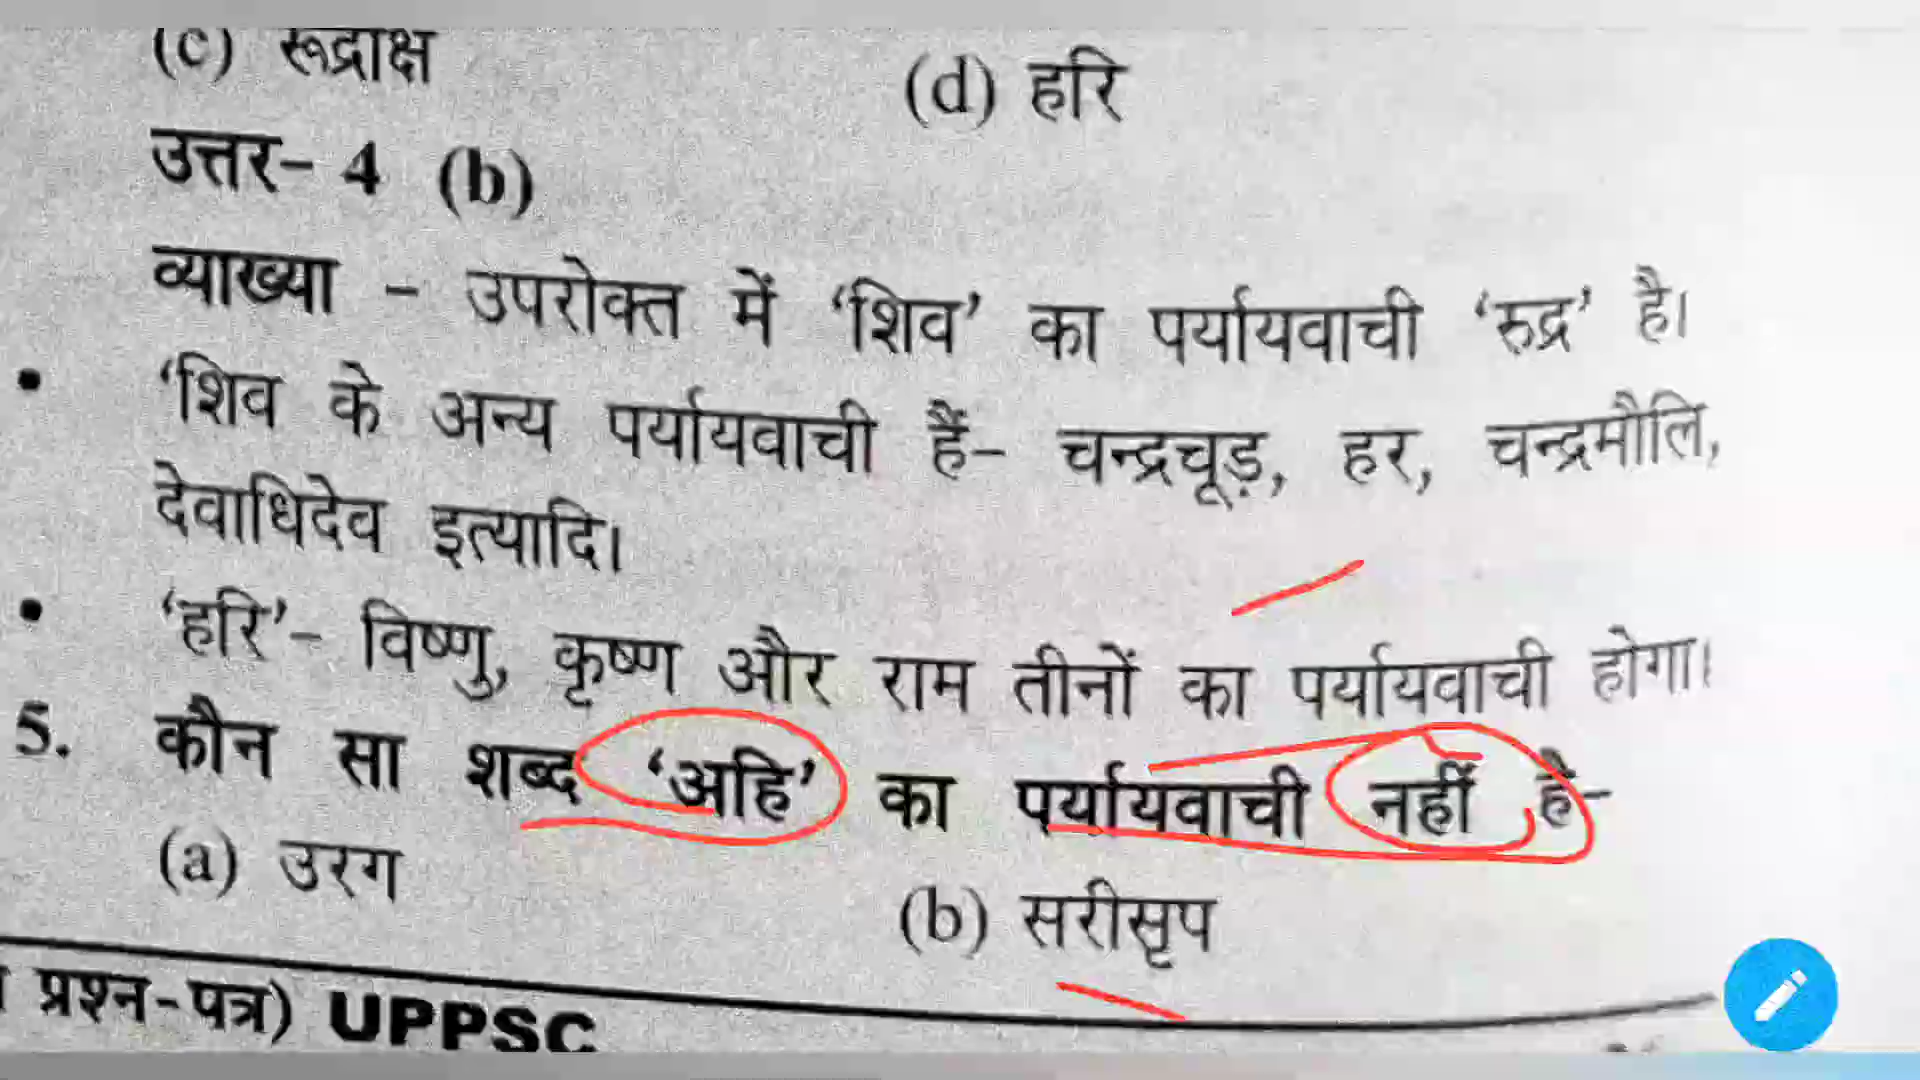 (c) रूद्राक्ष
(d) हरि
उत्तर- 4 (b)
व्याख्या - उपरोक्त में ‘शिव’ का पर्यायवाची ‘रुद्र’ है।
• ‘शिव के अन्य पर्यायवाची हैं- चन्द्रचूड़, हर, चन्द्रमौलि,
देवाधिदेव इत्यादि।
• ‘हरि’- विष्णु, कृष्ण और राम तीनों का पर्यायवाची होगा।
5. कौन सा शब्द ‘अहि’ का पर्यायवाची नहीं है-
(a) उरग
(b) सरीसृप
प्रश्न-पत्र) UPPSC